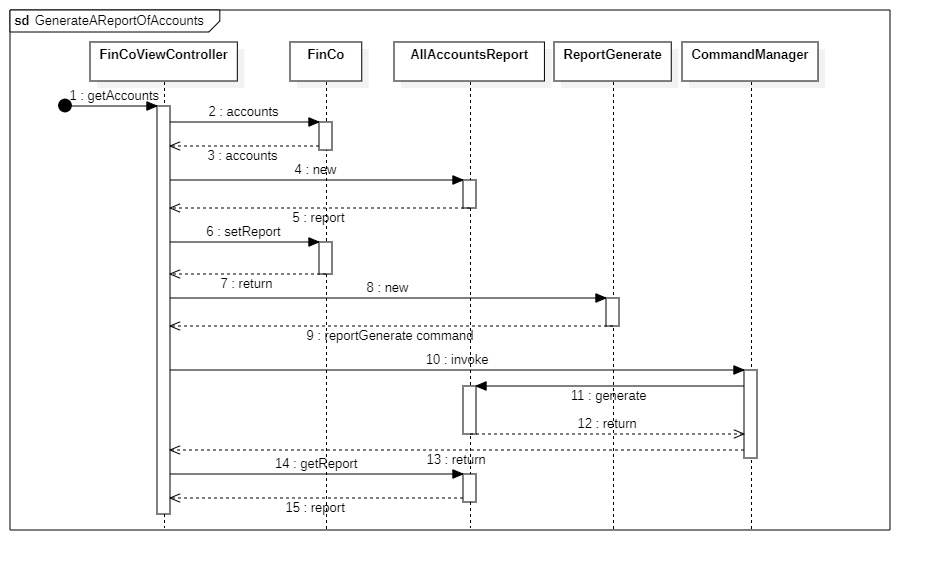 sd GenerateAReportOfAccounts
FinCoViewController
FinCo
AllAccountsReport
ReportGenerate
CommandManager
1 : getAccounts
2 : accounts
3 : accounts
4 : new
5 : report
6 : setReport
7 : return
8 : new
9 : reportGenerate command
10 : invoke
11 : generate
12 : return
13 : return
14 : getReport
15 : report